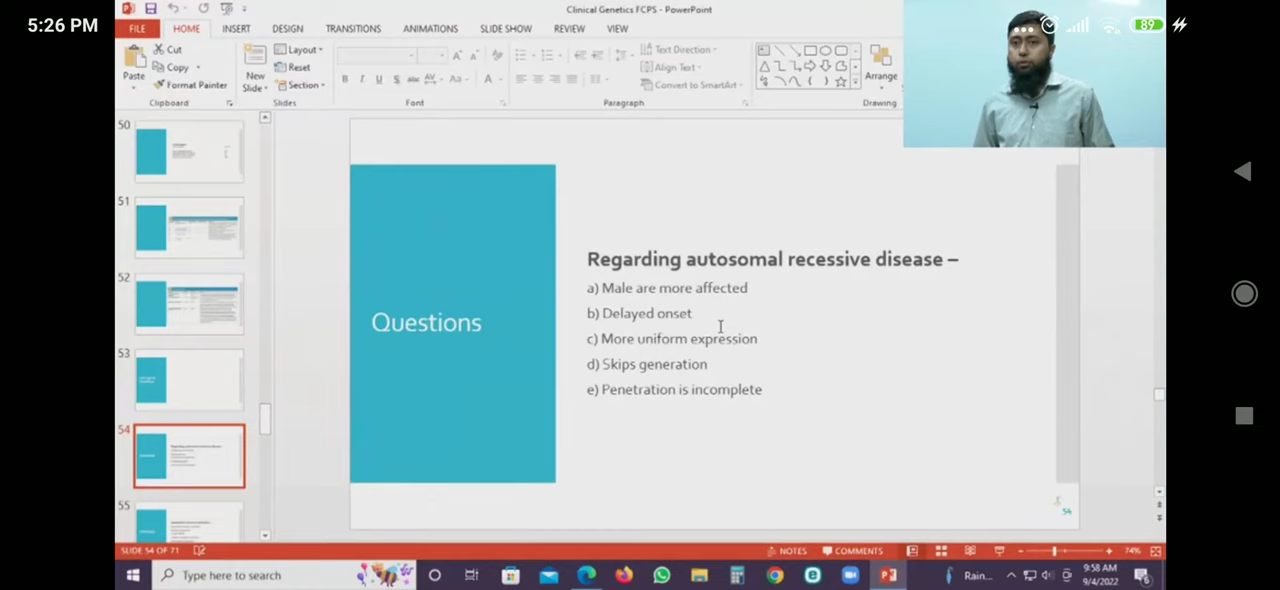 5:26 PM
Clinical Genetics FCPS - PowerPoint
89
FILE
HOME
INSERT
DESIGN
TRANSITIONS
ANIMATIONS
SLIDE SHOW
REVIEW
VIEW
Paste
Cut
Copy
Format Painter
Clipboard
New
Slide
Layout
Reset
Section
Slides
Font
Text Direction
Align Text
Convert to SmartArt
Paragraph
Arrange
Drawing
50
51
52
53
54
55
Questions
Regarding autosomal recessive disease –
a) Male are more affected
b) Delayed onset
c) More uniform expression
d) Skips generation
e) Penetration is incomplete
54
SLIDE 54 OF 71
NOTES
COMMENTS
74%
Type here to search
Rain...
9:58 AM
9/4/2022